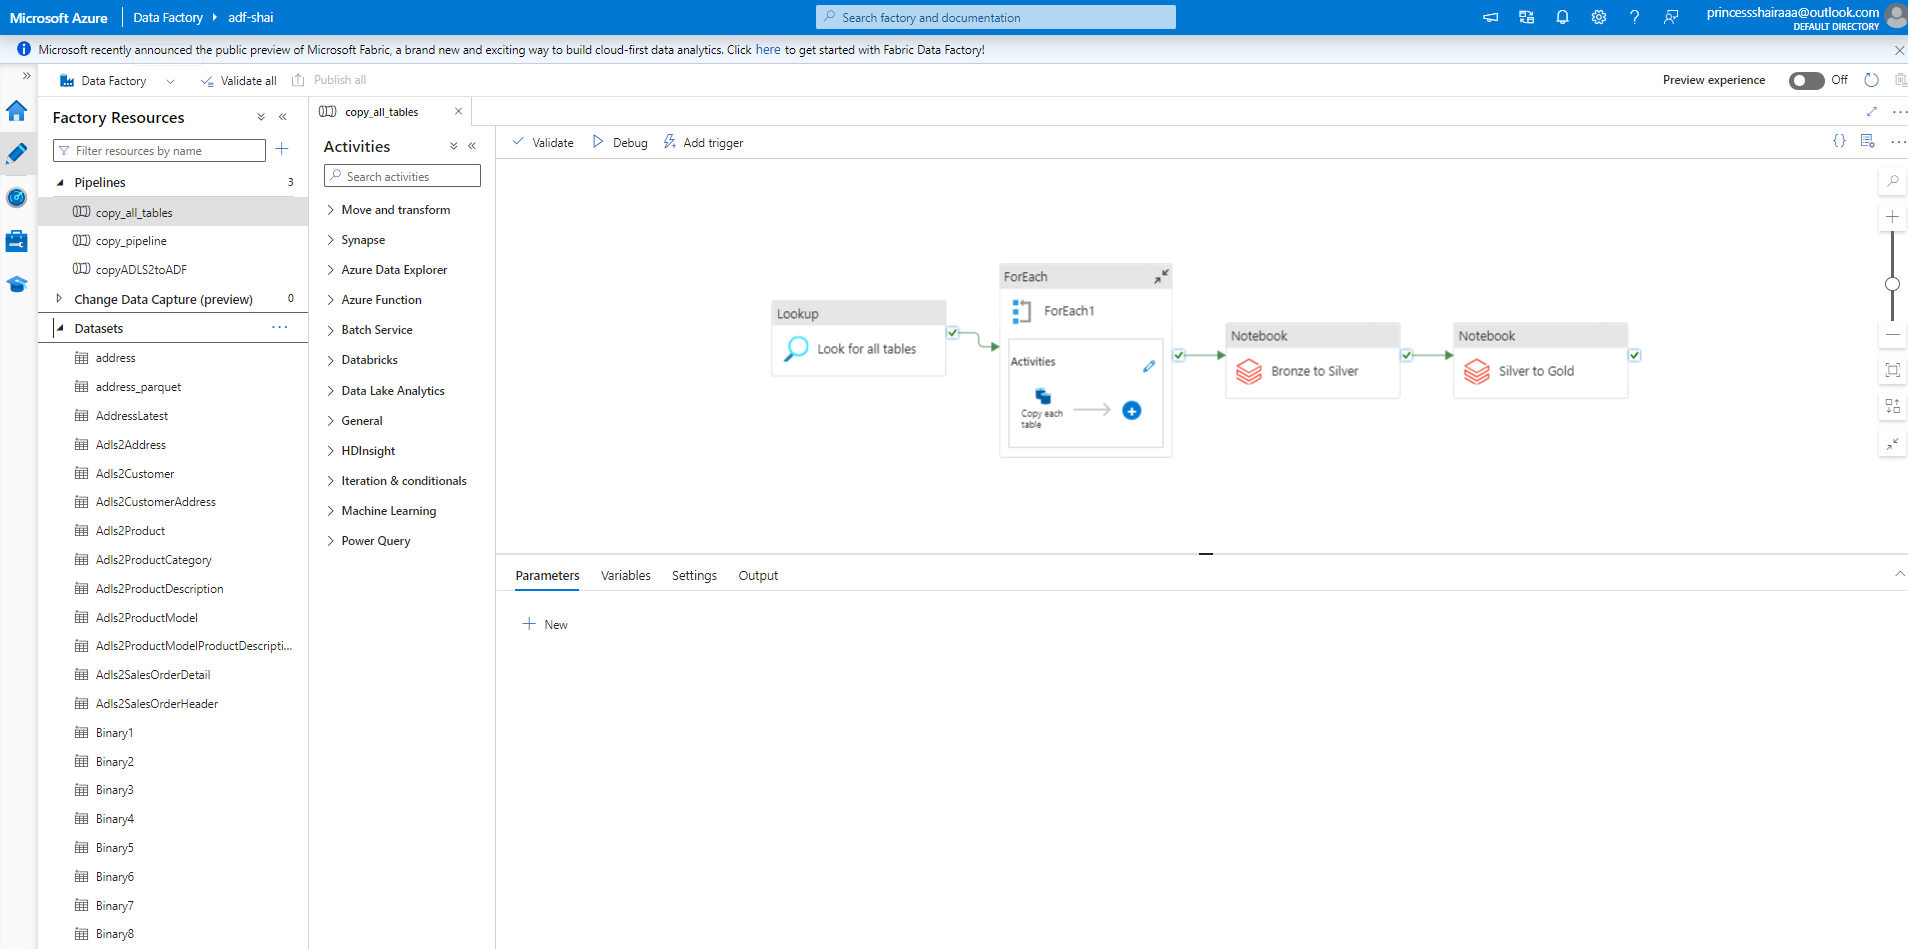 Microsoft Azure
Data Factory
adf-shai
Search factory and documentation
princessshairaaa@outlook.com
DEFAULT DIRECTORY
Microsoft recently announced the public preview of Microsoft Fabric, a brand new and exciting way to build cloud-first data analytics. Click here to get started with Fabric Data Factory!
Data Factory
Validate all
Publish all
Preview experience
Off
Factory Resources
Filter resources by name
Pipelines
3
copy_all_tables
copy_pipeline
copyADLS2toADF
Change Data Capture (preview)
0
Datasets
address
address_parquet
AddressLatest
Adls2Address
Adls2Customer
Adls2CustomerAddress
Adls2Product
Adls2ProductCategory
Adls2ProductDescription
Adls2ProductModel
Adls2ProductModelProductDescripti...
Adls2SalesOrderDetail
Adls2SalesOrderHeader
Binary1
Binary2
Binary3
Binary4
Binary5
Binary6
Binary7
Binary8
copy_all_tables
Activities
Search activities
Move and transform
Synapse
Azure Data Explorer
Azure Function
Batch Service
Databricks
Data Lake Analytics
General
HDInsight
Iteration & conditionals
Machine Learning
Power Query
Validate
Debug
Add trigger
Lookup
Look for all tables
ForEach
ForEach1
Activities
Copy each
table
Notebook
Bronze to Silver
Notebook
Silver to Gold
Parameters
Variables
Settings
Output
New